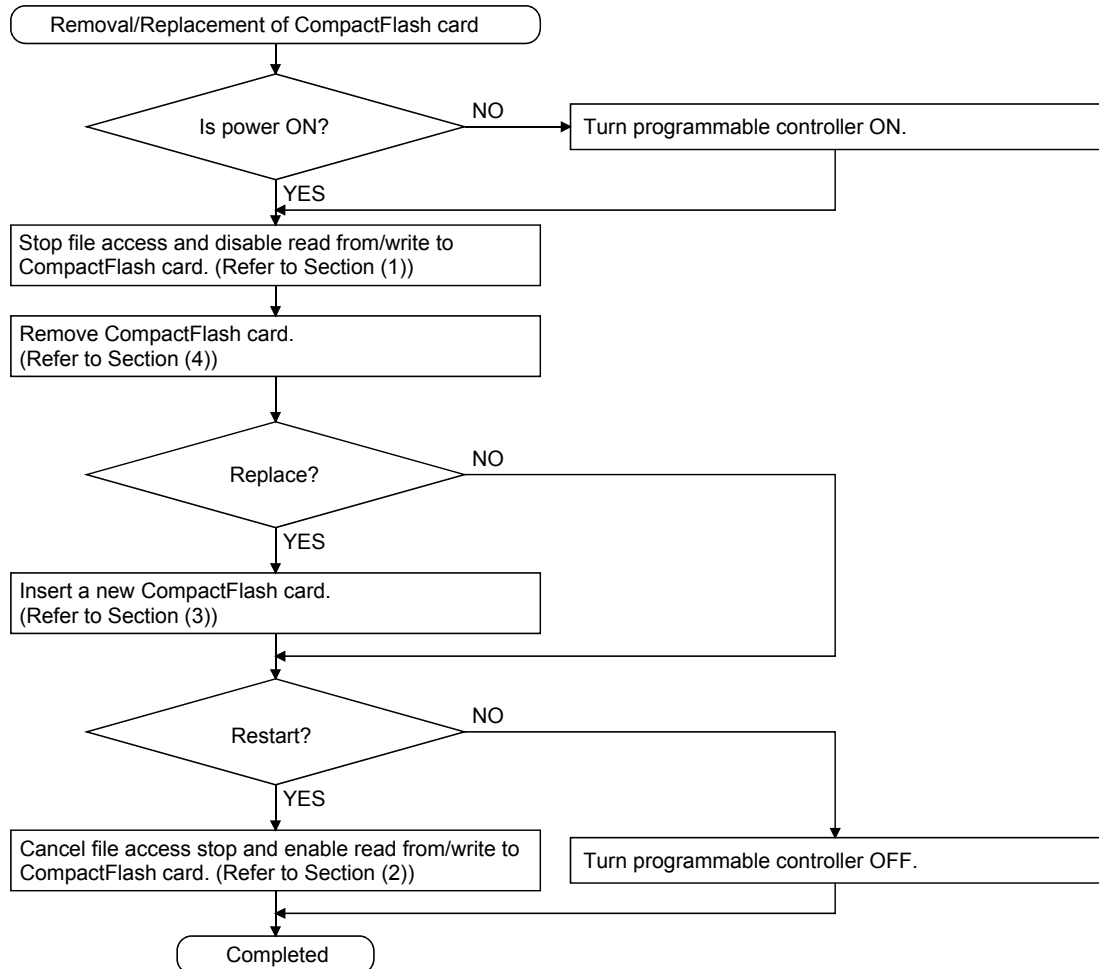 Removal/Replacement of CompactFlash card
Is power ON?
NO
Turn programmable controller ON.
YES
Stop file access and disable read from/write to
CompactFlash card. (Refer to Section (1))
Remove CompactFlash card.
(Refer to Section (4))
Replace?
NO
YES
Insert a new CompactFlash card.
(Refer to Section (3))
Restart?
NO
YES
Cancel file access stop and enable read from/write to
CompactFlash card. (Refer to Section (2))
Turn programmable controller OFF.
Completed